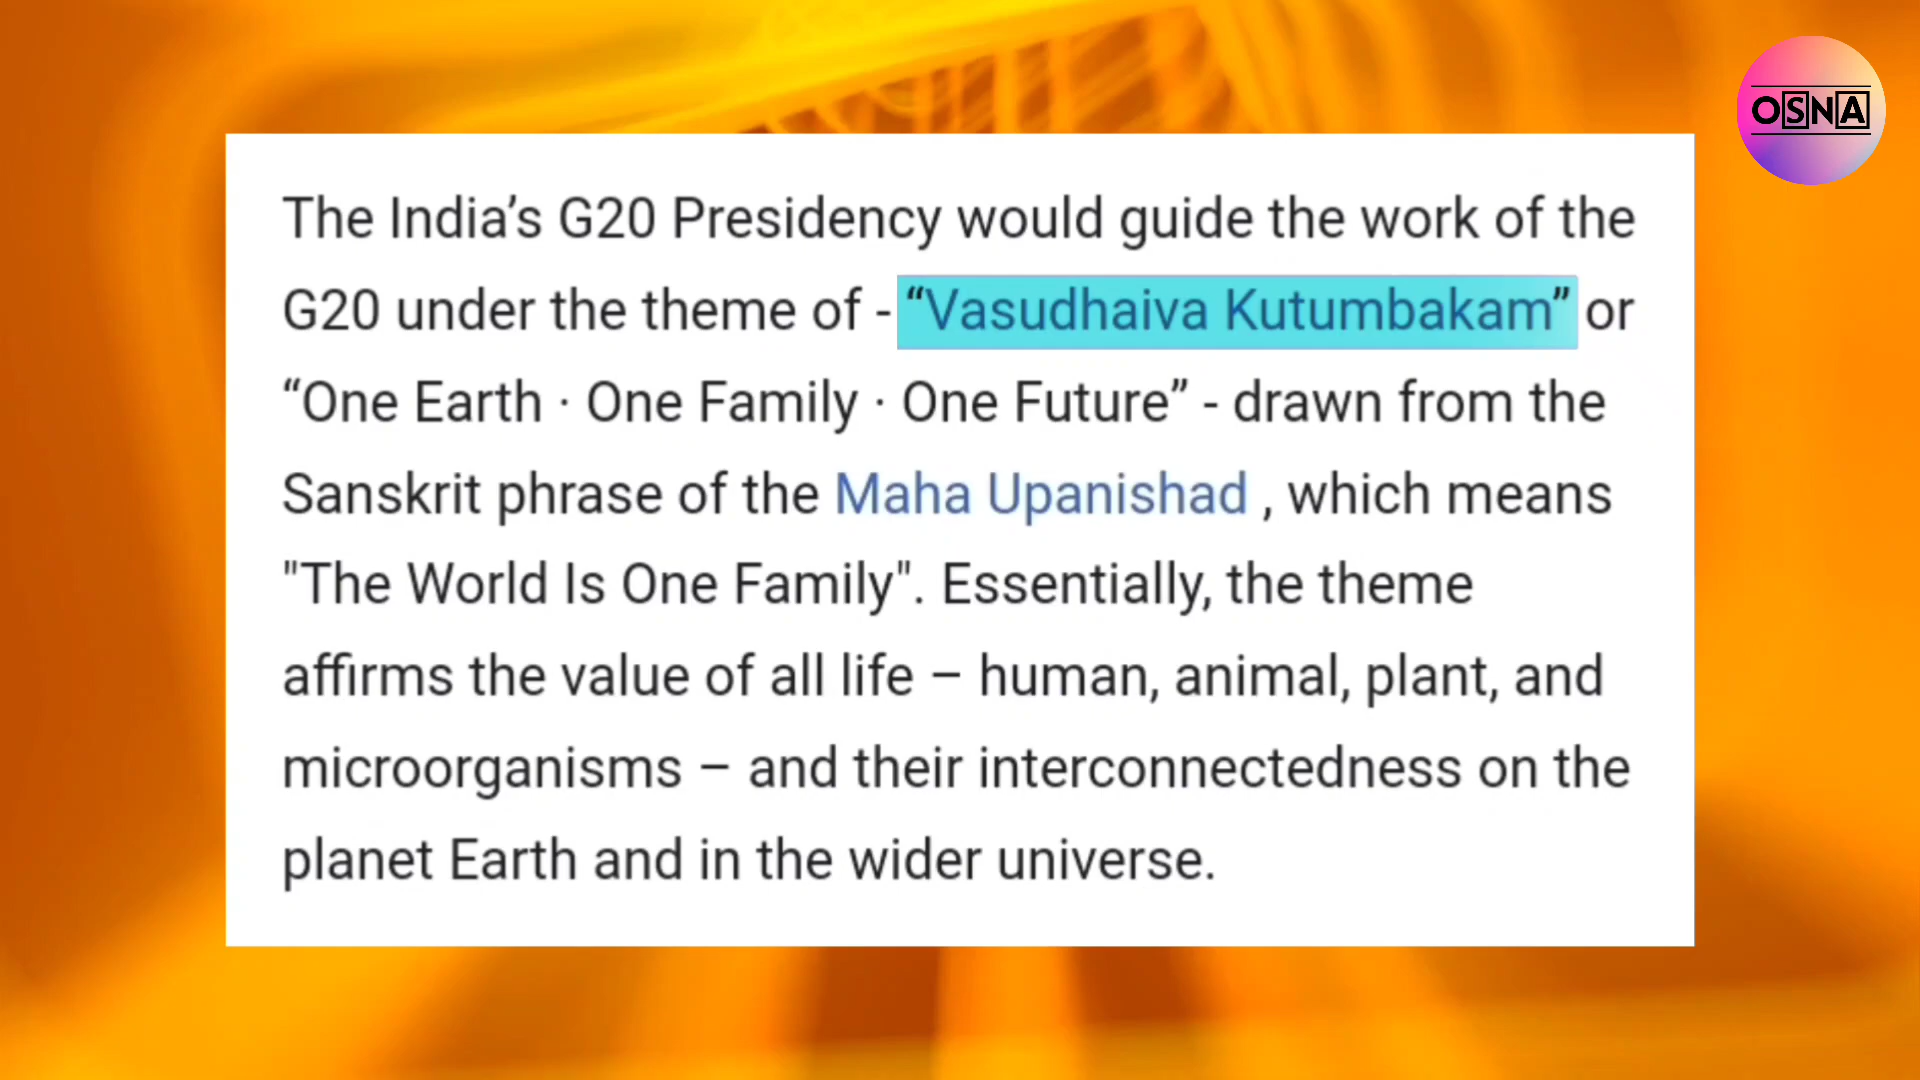 OSNA
The India’s G20 Presidency would guide the work of the
G20 under the theme of - “Vasudhaiva Kutumbakam” or
“One Earth · One Family · One Future” - drawn from the
Sanskrit phrase of the Maha Upanishad , which means
"The World Is One Family". Essentially, the theme
affirms the value of all life – human, animal, plant, and
microorganisms – and their interconnectedness on the
planet Earth and in the wider universe.